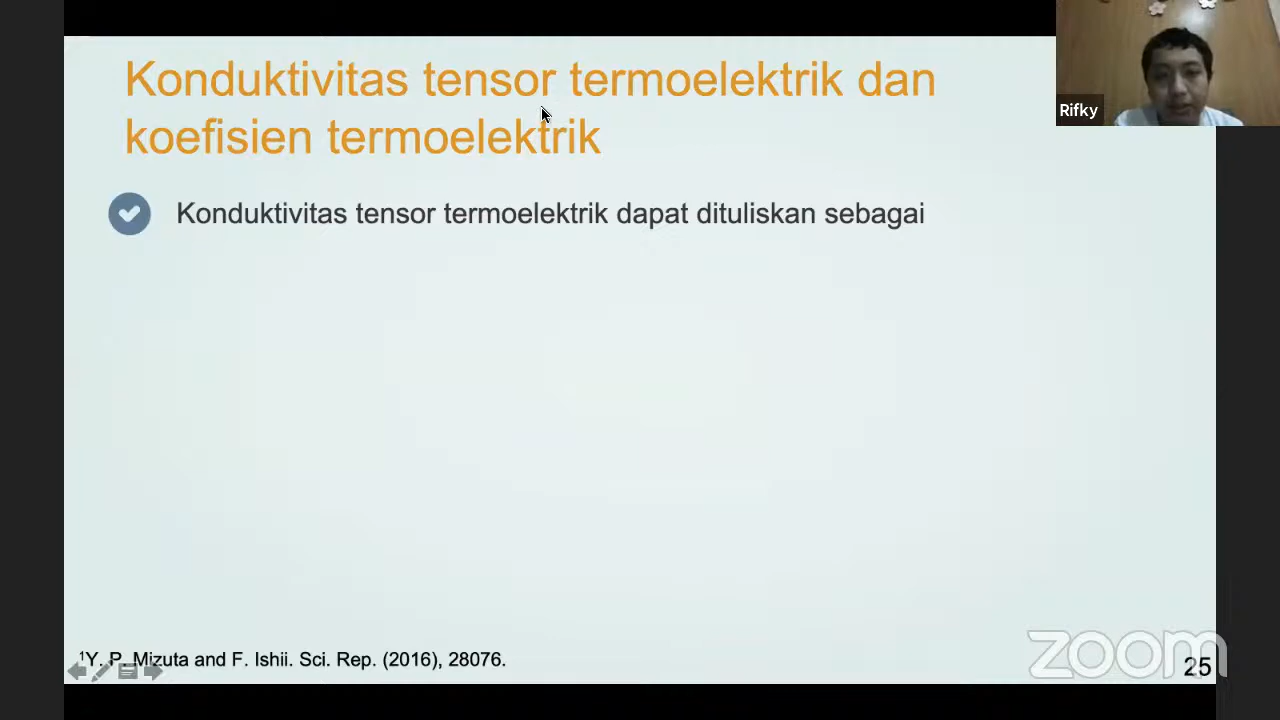 Konduktivitas tensor termoelektrik dan
koefisien termoelektrik
Rifky
Konduktivitas tensor termoelektrik dapat dituliskan sebagai
¹Y. P. Mizuta and F. Ishii. Sci. Rep. (2016), 28076.
zoom
25